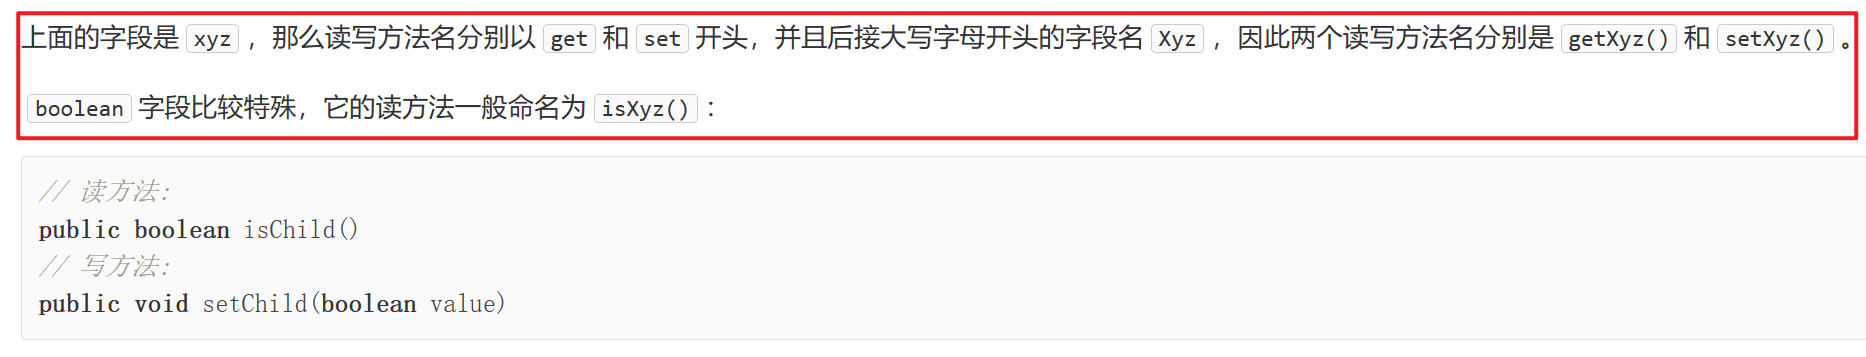 上面的字段是 xyz ，那么读写方法名分别以 get 和 set 开头，并且后接大写字母开头的字段名 Xyz ，因此两个读写方法名分别是 getXyz() 和 setXyz() 。
boolean 字段比较特殊，它的读方法一般命名为 isXyz() ：
// 读方法:
public boolean isChild()
// 写方法:
public void setChild(boolean value)